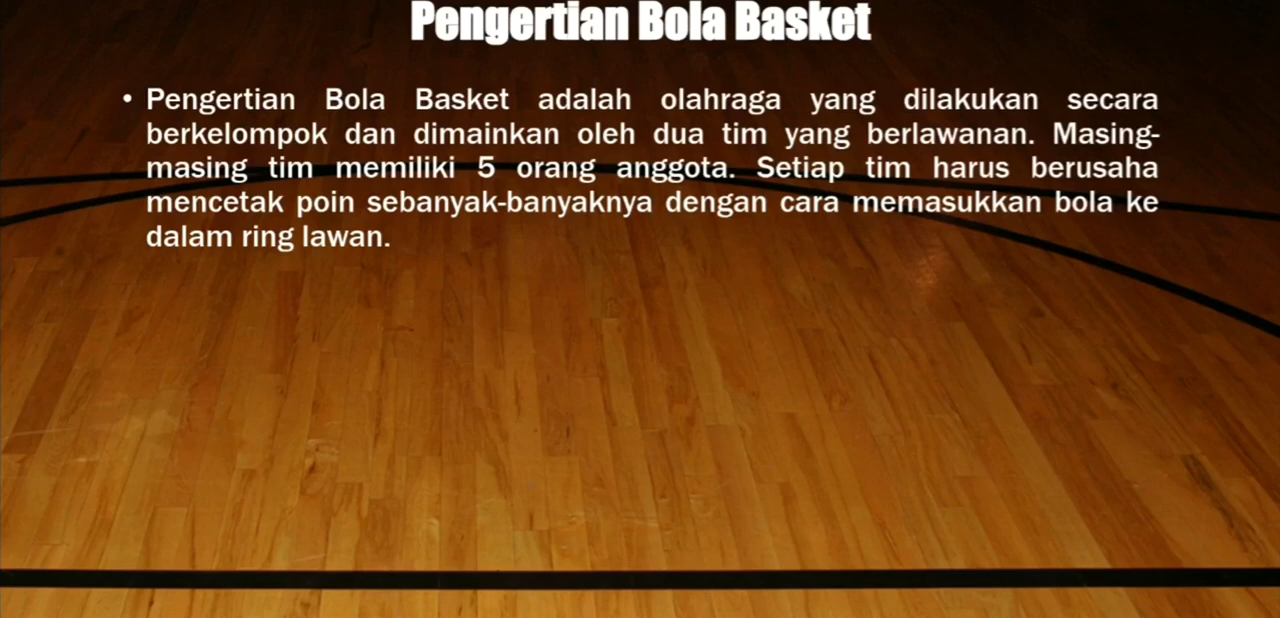 Pengertian Bola Basket
• Pengertian Bola Basket adalah olahraga yang dilakukan secara
berkelompok dan dimainkan oleh dua tim yang berlawanan. Masing-
masing tim memiliki 5 orang anggota. Setiap tim harus berusaha
mencetak poin sebanyak-banyaknya dengan cara memasukkan bola ke
dalam ring lawan.